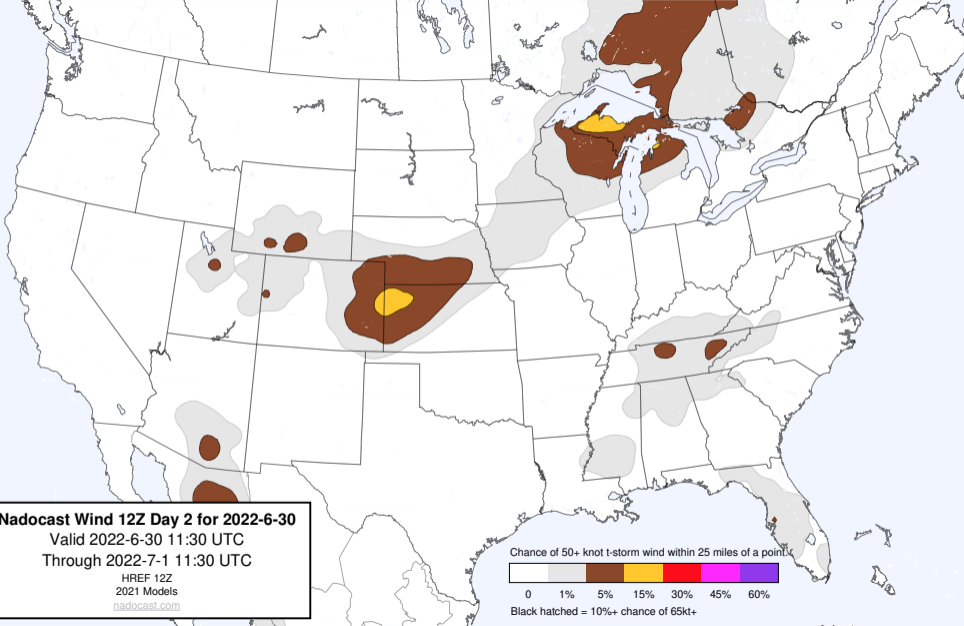 Nadocast Wind 12Z Day 2 for 2022-6-30
Valid 2022-6-30 11:30 UTC
Through 2022-7-1 11:30 UTC
HREF 12Z
2021 Models
nadocast.com
Chance of 50+ knot t-storm wind within 25 miles of a point.
0 1% 5% 15% 30% 45% 60%
Black hatched = 10%+ chance of 65kt+